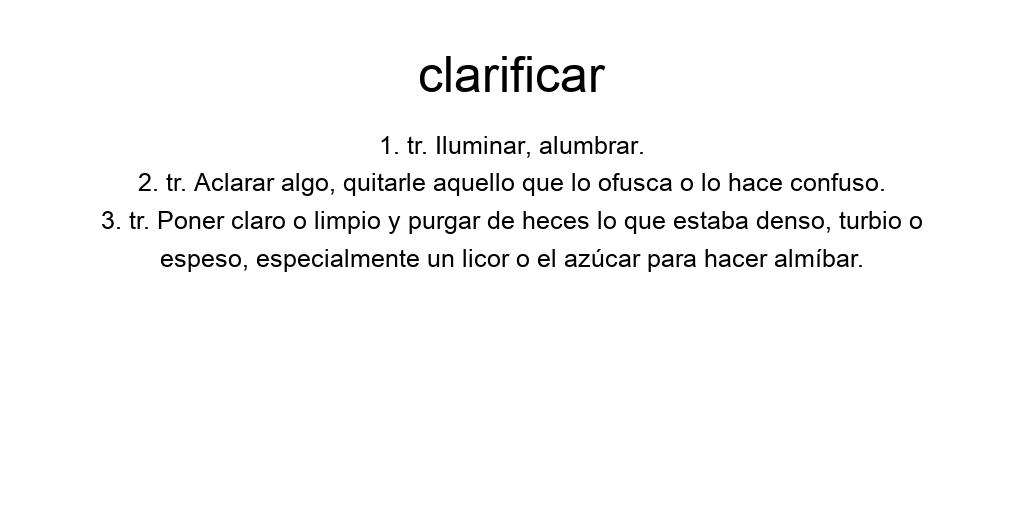 clarificar
1. tr. Iluminar, alumbrar.
2. tr. Aclarar algo, quitarle aquello que lo ofusca o lo hace confuso.
3. tr. Poner claro o limpio y purgar de heces lo que estaba denso, turbio o
espeso, especialmente un licor o el azúcar para hacer almíbar.